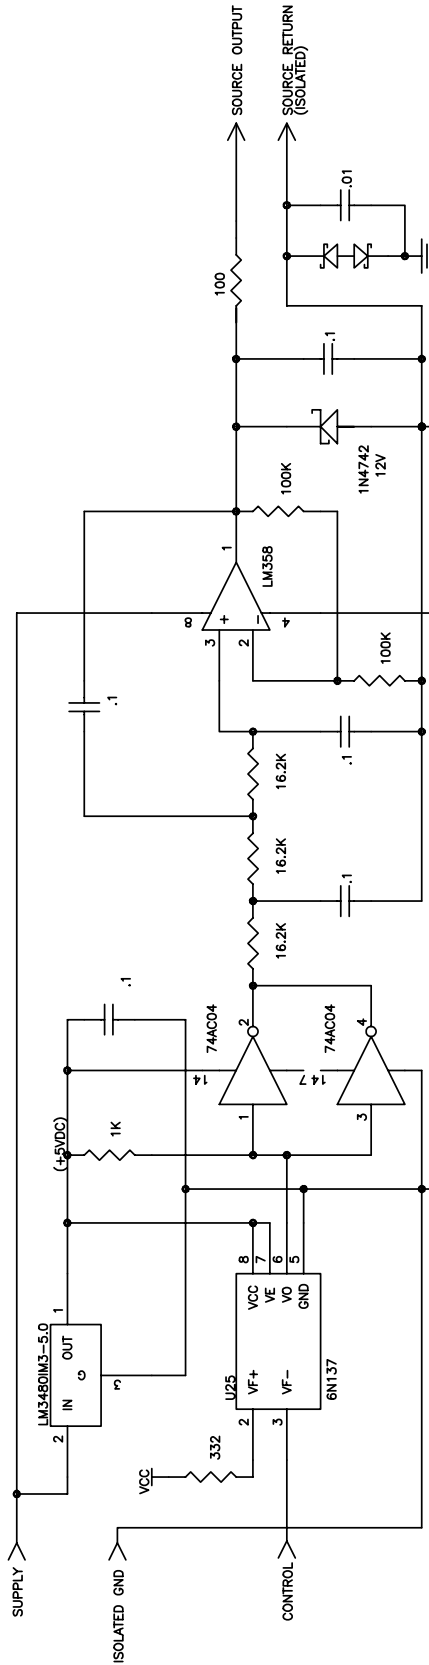 SUPPLY
ISOLATED GND
CONTROL
LM3480IM3-5.0
2
IN
OUT
1
G
3
(+5VDC)
1K
.1
VCC
332
U25
2
VF+
3
VF-
VCC
8
VE
7
VO
6
GND
5
6N137
14
74AC04
1
2
7
14
74AC04
3
4
16.2K
16.2K
16.2K
.1
.1
.1
8
3
+
2
-
1
4
LM358
100K
100K
1N4742
12V
.1
100
.01
SOURCE OUTPUT
SOURCE RETURN
(ISOLATED)